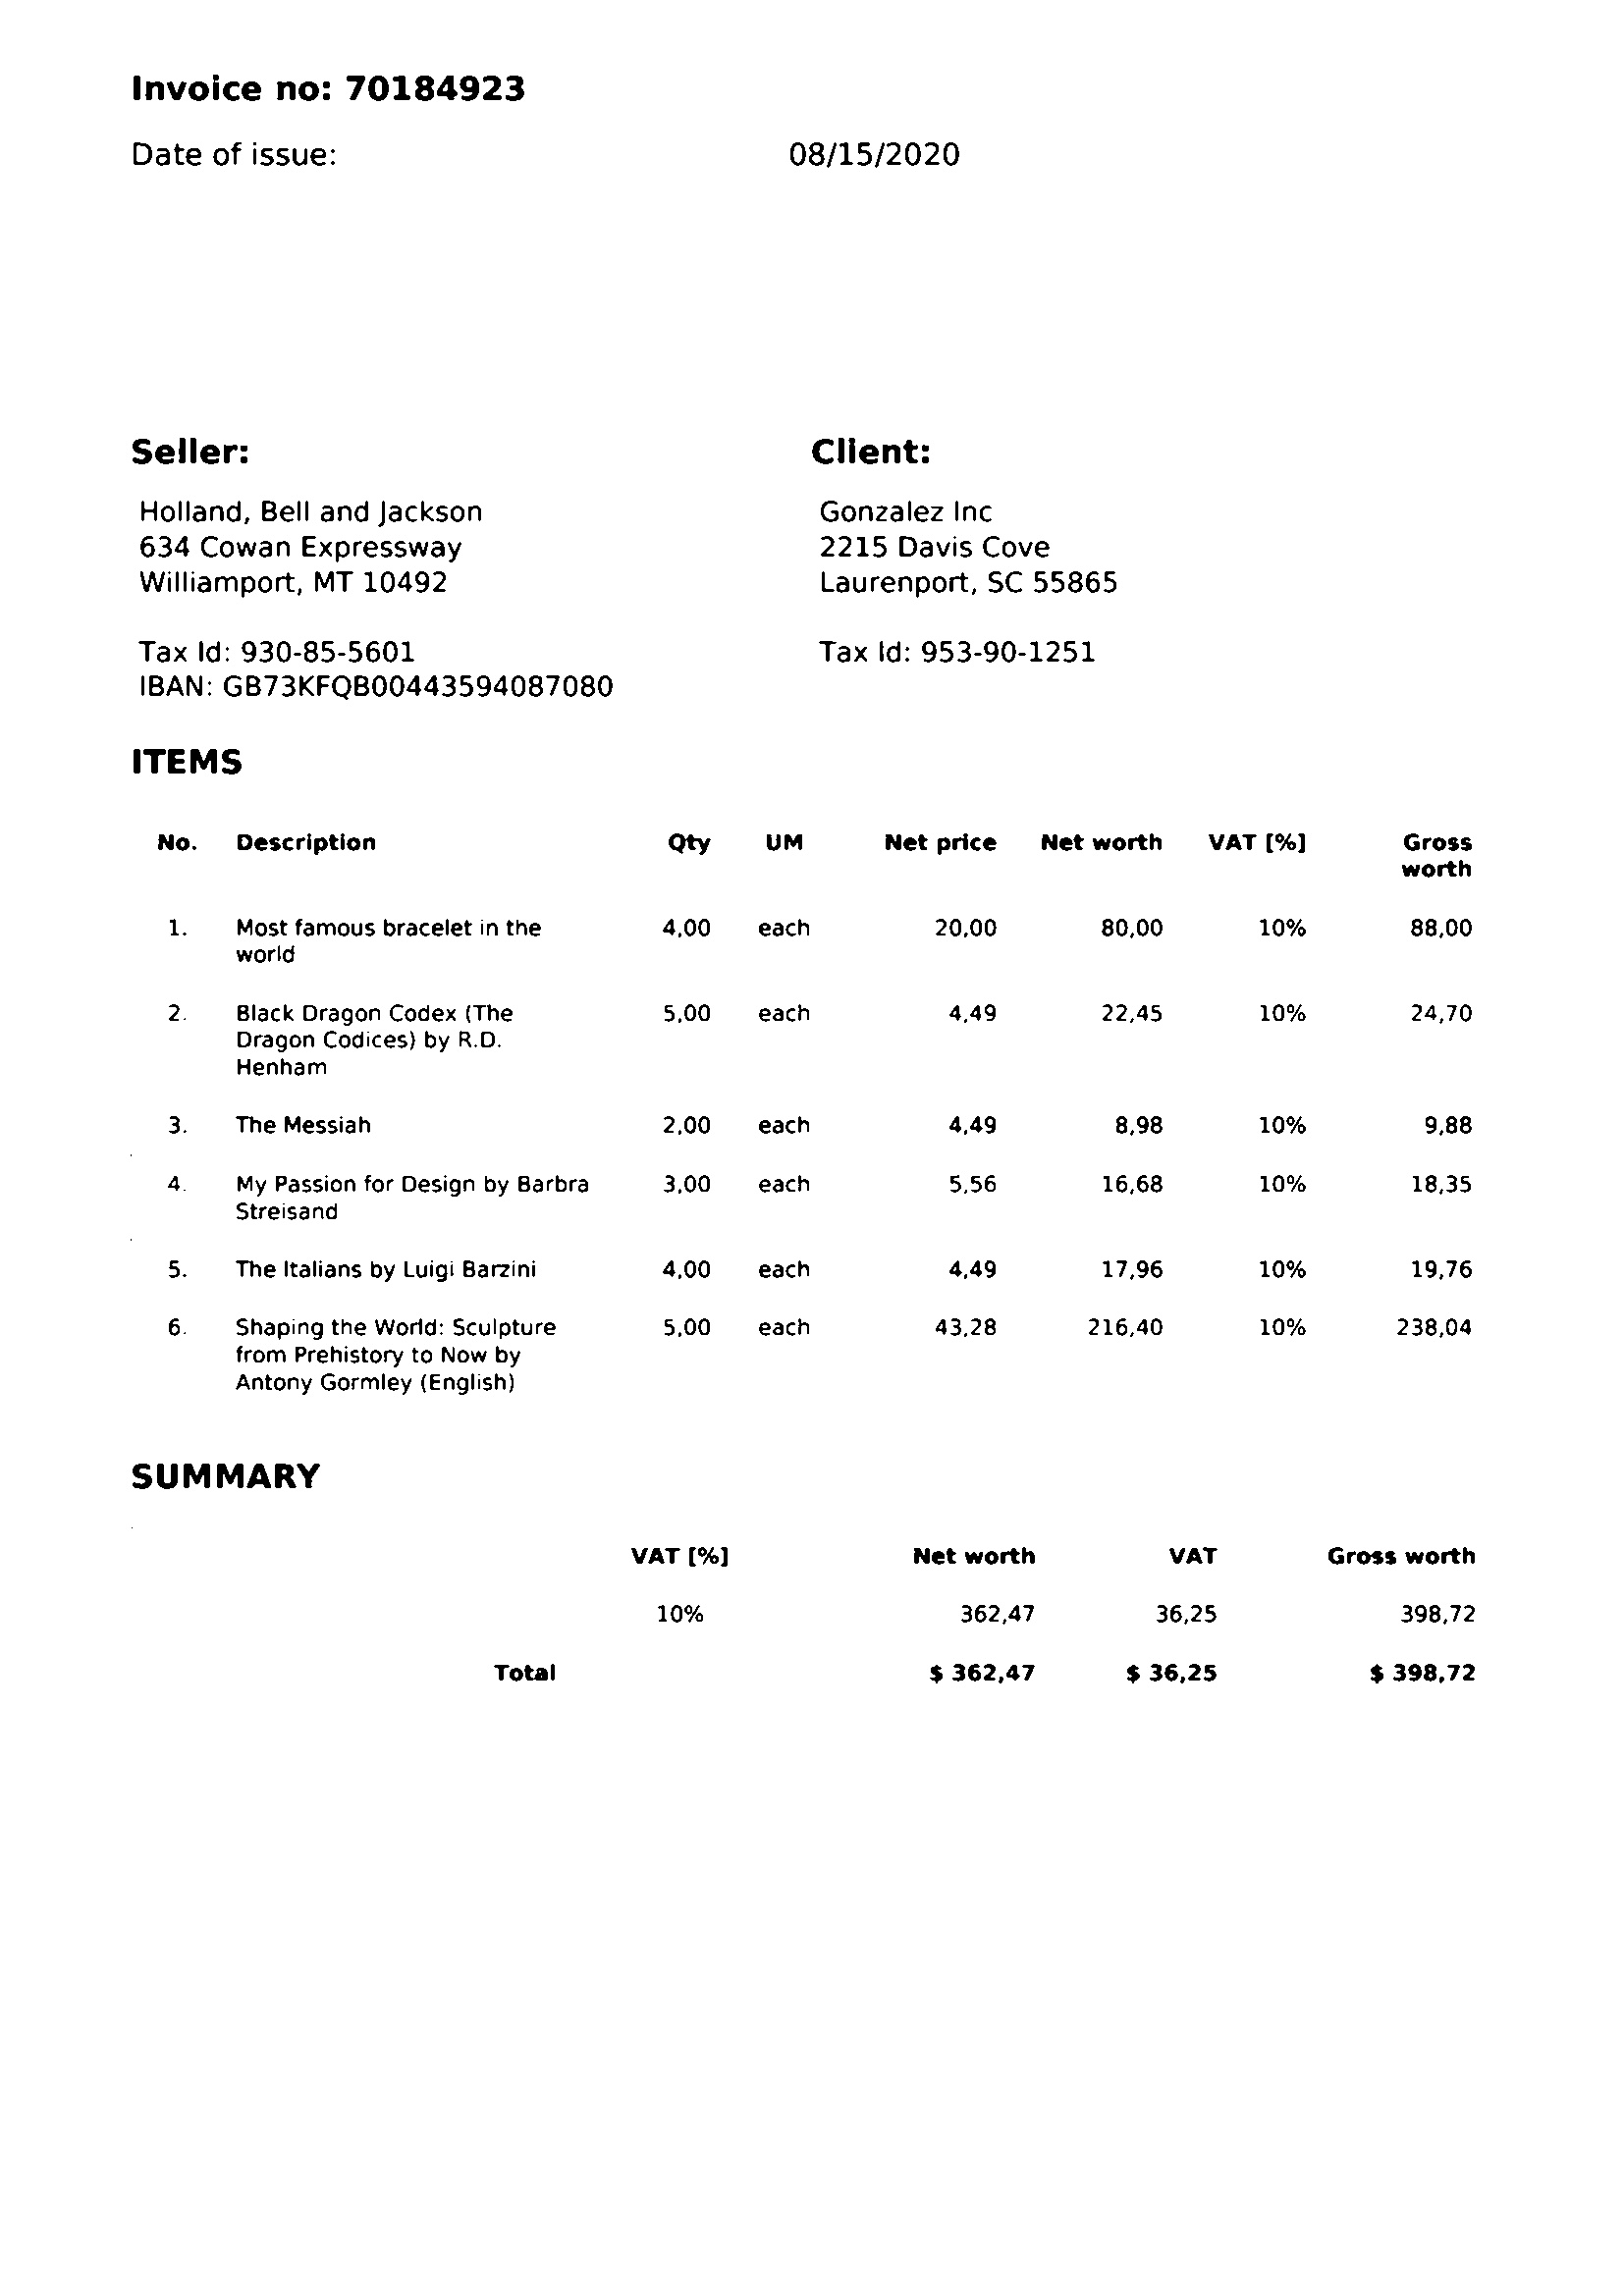 Invoice no: 70184923
Date of issue: 08/15/2020
Seller:
Holland, Bell and Jackson
634 Cowan Expressway
Williamport, MT 10492
Tax Id: 930-85-5601
IBAN: GB73KFQB00443594087080
Client:
Gonzalez Inc
2215 Davis Cove
Laurenport, SC 55865
Tax Id: 953-90-1251
ITEMS
No. Description Qty UM Net price Net worth VAT [%] Gross
worth
1. Most famous bracelet in the 4,00 each 20,00 80,00 10% 88,00
world
2. Black Dragon Codex (The 5,00 each 4,49 22,45 10% 24,70
Dragon Codices) by R.D.
Henham
3. The Messiah 2,00 each 4,49 8,98 10% 9,88
4. My Passion for Design by Barbra 3,00 each 5,56 16,68 10% 18,35
Streisand
5. The Italians by Luigi Barzini 4,00 each 4,49 17,96 10% 19,76
6. Shaping the World: Sculpture 5,00 each 43,28 216,40 10% 238,04
from Prehistory to Now by
Antony Gormley (English)
SUMMARY
VAT [%] Net worth VAT Gross worth
10% 362,47 36,25 398,72
Total $ 362,47 $ 36,25 $ 398,72